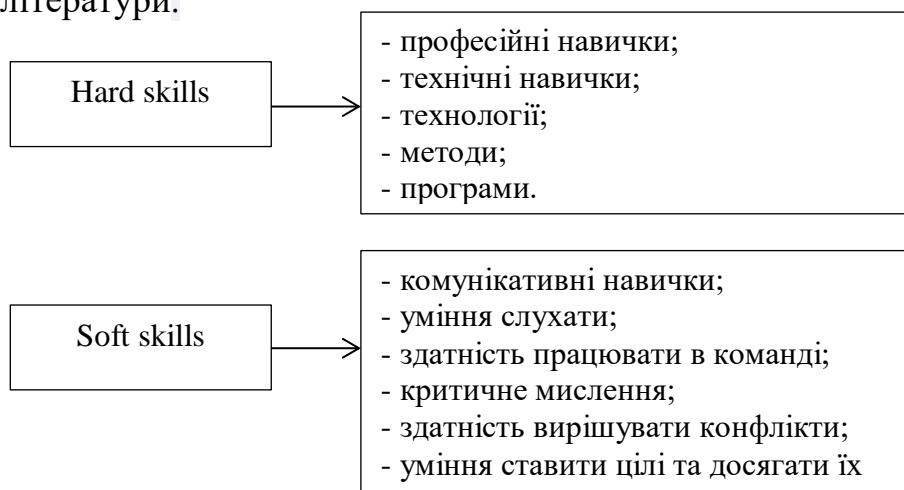 літератури.
Hard skills
- професійні навички;
- технічні навички;
- технології;
- методи;
- програми.
Soft skills
- комунікативні навички;
- уміння слухати;
- здатність працювати в команді;
- критичне мислення;
- здатність вирішувати конфлікти;
- уміння ставити цілі та досягати їх